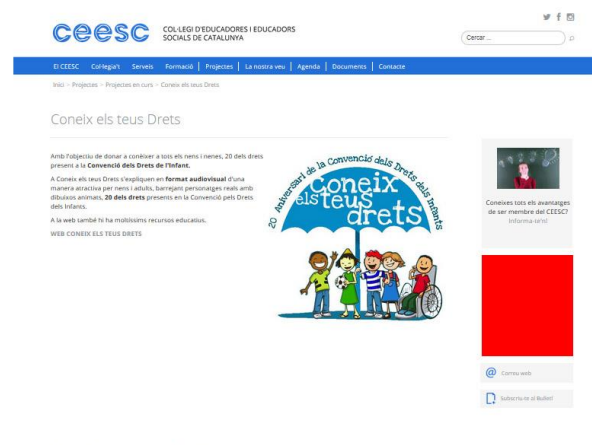 ceesc
COL·LEGI D'EDUCADORES I EDUCADORS
SOCIALS DE CATALUNYA
Cercar ...
El CEESC Col·legia't Serveis Formació Projectes La nostra veu Agenda Documents Contacte
Inici > Projectes > Projectes en curs > Coneix els teus Drets
Coneix els teus Drets
Amb l'objectiu de donar a conèixer a tots els nens i nenes, 20 dels drets
present a la Convenció dels Drets de l'Infant.
A Coneix els teus Drets s'expliquen en format audiovisual d'una
manera atractiva per nens i adults, barrejant personatges reals amb
dibuixos animats, 20 dels drets presents en la Convenció pels Drets
dels Infants.
A la web també hi ha moltíssims recursos educatius.
WEB CONEIX ELS TEUS DRETS
20 Aniversari de la Convenció dels Drets dels Infants
Coneix
els teus
drets
Coneixes tots els avantatges
de ser membre del CEESC?
Informa-te'n!
Correu web
Subscriu-te al Butlletí